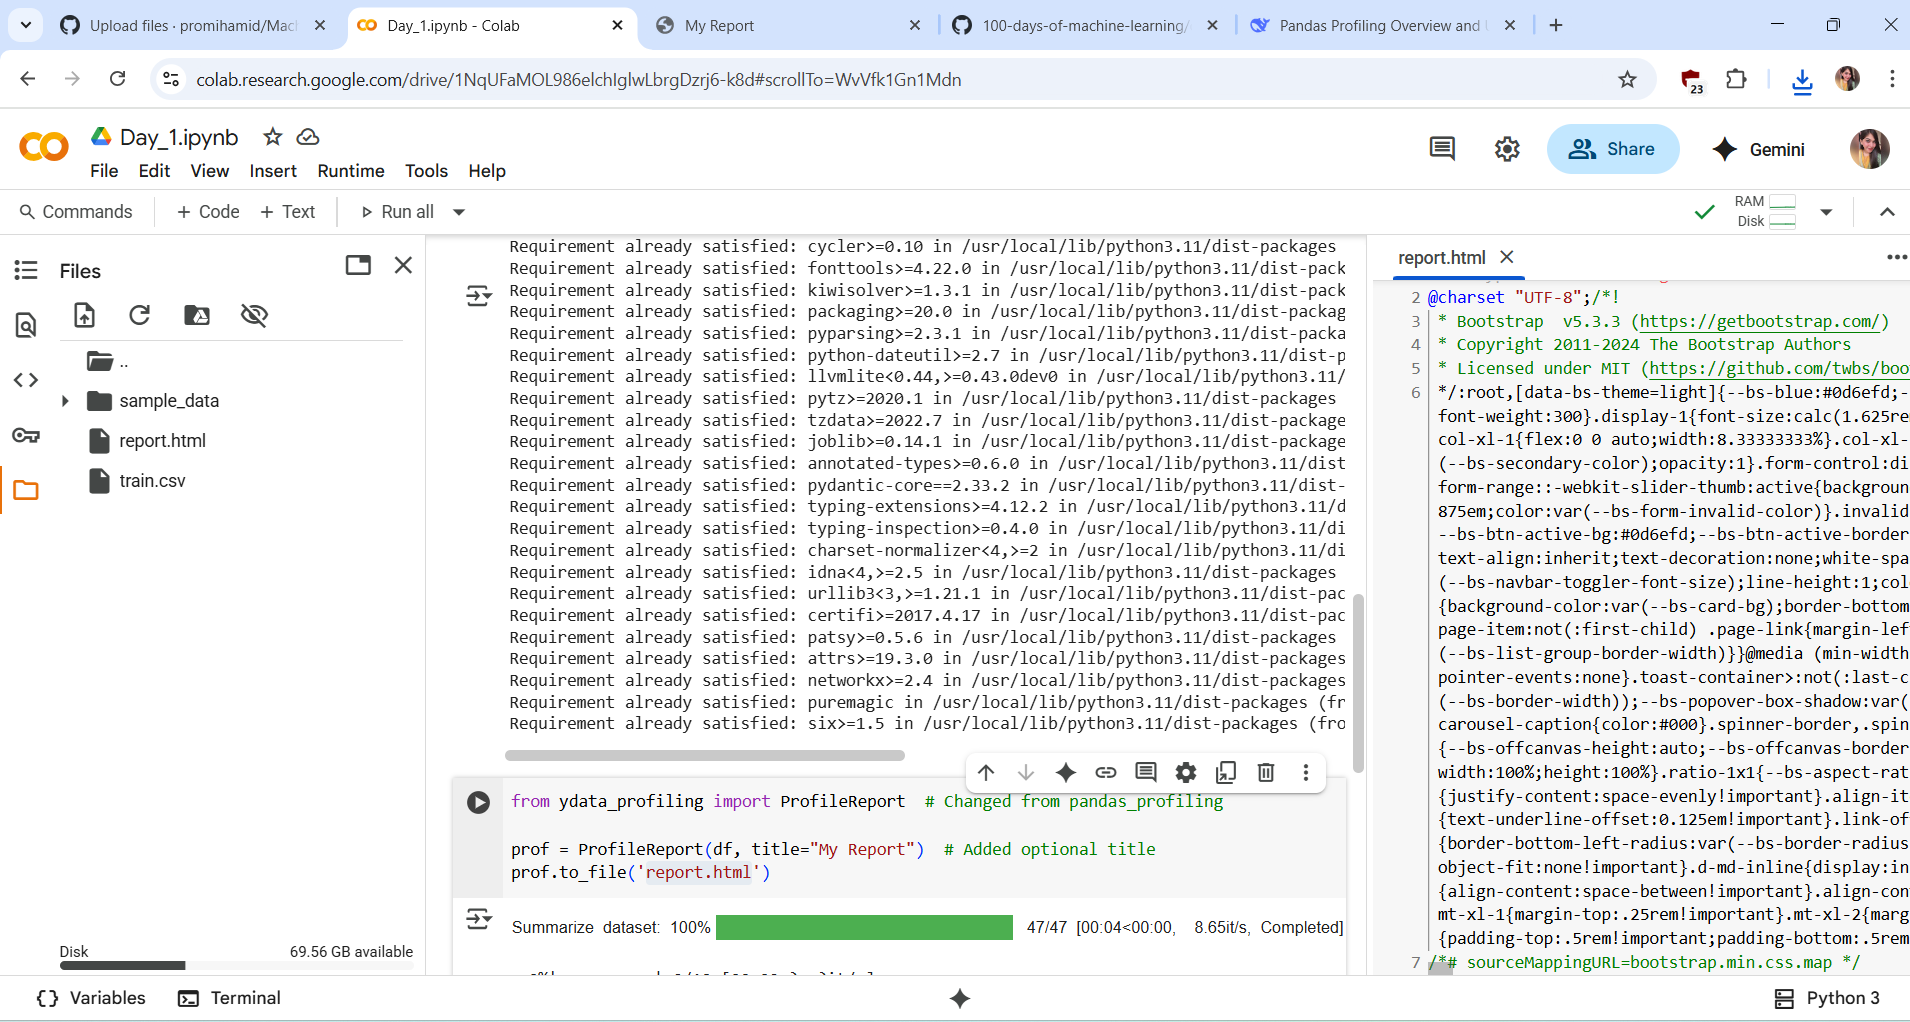 Upload files · promihamid/Mach
Day_1.ipynb - Colab
My Report
100-days-of-machine-learning/
Pandas Profiling Overview and
colab.research.google.com/drive/1NqUFaMOL986elchIglwLbrgDzrj6-k8d#scrollTo=WvVfk1Gn1Mdn
23
Day_1.ipynb
File Edit View Insert Runtime Tools Help
Share
Gemini
Commands + Code + Text Run all
RAM
Disk
Files
..
sample_data
report.html
train.csv
Disk 69.56 GB available
Requirement already satisfied: cycler>=0.10 in /usr/local/lib/python3.11/dist-packages
Requirement already satisfied: fonttools>=4.22.0 in /usr/local/lib/python3.11/dist-pack
Requirement already satisfied: kiwisolver>=1.3.1 in /usr/local/lib/python3.11/dist-pack
Requirement already satisfied: packaging>=20.0 in /usr/local/lib/python3.11/dist-packag
Requirement already satisfied: pyparsing>=2.3.1 in /usr/local/lib/python3.11/dist-packa
Requirement already satisfied: python-dateutil>=2.7 in /usr/local/lib/python3.11/dist-p
Requirement already satisfied: llvmlite<0.44,>=0.43.0dev0 in /usr/local/lib/python3.11/
Requirement already satisfied: pytz>=2020.1 in /usr/local/lib/python3.11/dist-packages
Requirement already satisfied: tzdata>=2022.7 in /usr/local/lib/python3.11/dist-package
Requirement already satisfied: joblib>=0.14.1 in /usr/local/lib/python3.11/dist-package
Requirement already satisfied: annotated-types>=0.6.0 in /usr/local/lib/python3.11/dist
Requirement already satisfied: pydantic-core==2.33.2 in /usr/local/lib/python3.11/dist-
Requirement already satisfied: typing-extensions>=4.12.2 in /usr/local/lib/python3.11/d
Requirement already satisfied: typing-inspection>=0.4.0 in /usr/local/lib/python3.11/di
Requirement already satisfied: charset-normalizer<4,>=2 in /usr/local/lib/python3.11/di
Requirement already satisfied: idna<4,>=2.5 in /usr/local/lib/python3.11/dist-packages
Requirement already satisfied: urllib3<3,>=1.21.1 in /usr/local/lib/python3.11/dist-pac
Requirement already satisfied: certifi>=2017.4.17 in /usr/local/lib/python3.11/dist-pac
Requirement already satisfied: patsy>=0.5.6 in /usr/local/lib/python3.11/dist-packages
Requirement already satisfied: attrs>=19.3.0 in /usr/local/lib/python3.11/dist-packages
Requirement already satisfied: networkx>=2.4 in /usr/local/lib/python3.11/dist-packages
Requirement already satisfied: puremagic in /usr/local/lib/python3.11/dist-packages (fr
Requirement already satisfied: six>=1.5 in /usr/local/lib/python3.11/dist-packages (fro
from ydata_profiling import ProfileReport # Changed from pandas_profiling
prof = ProfileReport(df, title="My Report") # Added optional title
prof.to_file('report.html')
Summarize dataset: 100% 47/47 [00:04<00:00, 8.65it/s, Completed]
report.html
2 @charset "UTF-8";/*!
3 * Bootstrap v5.3.3 (https://getbootstrap.com/)
4 * Copyright 2011-2024 The Bootstrap Authors
5 * Licensed under MIT (https://github.com/twbs/boo
6 */:root,[data-bs-theme=light]{--bs-blue:#0d6efd;-
font-weight:300}.display-1{font-size:calc(1.625re
col-xl-1{flex:0 0 auto;width:8.33333333%}.col-xl-
(--bs-secondary-color);opacity:1}.form-control:di
form-range::-webkit-slider-thumb:active{backgroun
875em;color:var(--bs-form-invalid-color)}.invalid
--bs-btn-active-bg:#0d6efd;--bs-btn-active-border
text-align:inherit;text-decoration:none;white-spa
(--bs-navbar-toggler-font-size);line-height:1;col
{background-color:var(--bs-card-bg);border-bottom
page-item:not(:first-child) .page-link{margin-lef
(--bs-list-group-border-width)}}@media (min-width
pointer-events:none}.toast-container>:not(:last-c
(--bs-border-width));--bs-popover-box-shadow:var(
carousel-caption{color:#000}.spinner-border,.spin
{--bs-offcanvas-height:auto;--bs-offcanvas-border
width:100%;height:100%}.ratio-1x1{--bs-aspect-rat
{justify-content:space-evenly!important}.align-it
{text-underline-offset:0.125em!important}.link-of
{border-bottom-left-radius:var(--bs-border-radius
object-fit:none!important}.d-md-inline{display:in
{align-content:space-between!important}.align-con
mt-xl-1{margin-top:.25rem!important}.mt-xl-2{marg
{padding-top:.5rem!important;padding-bottom:.5rem
7 /*# sourceMappingURL=bootstrap.min.css.map */
Variables Terminal
Python 3